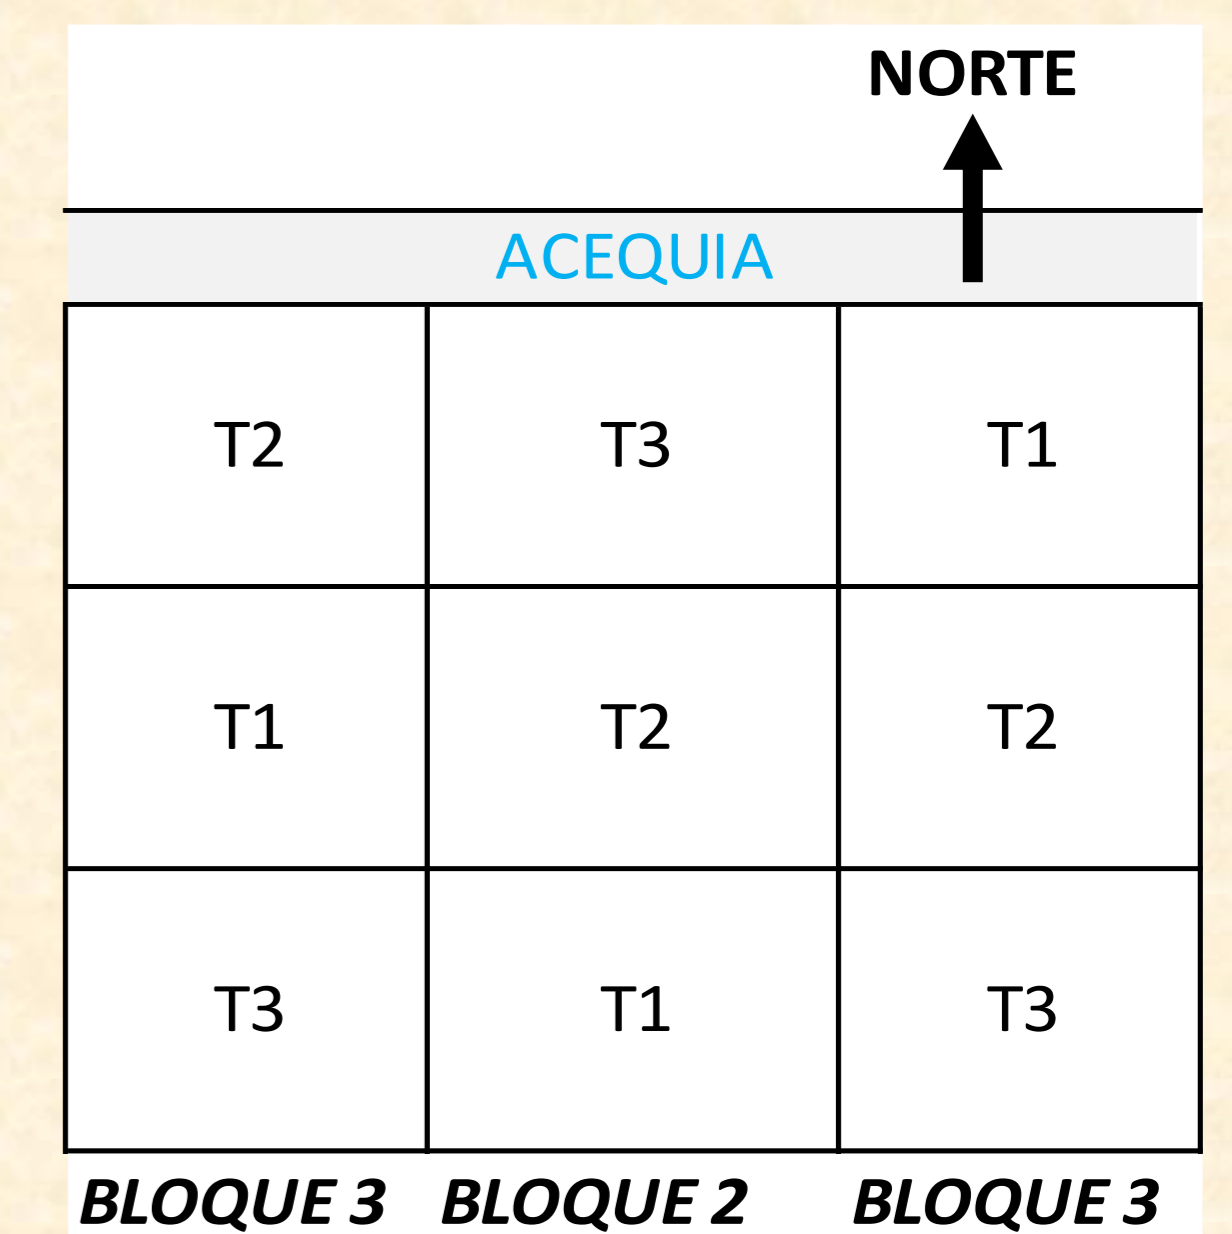 NORTE
ACEQUIA
T2 T3 T1
T1 T2 T2
T3 T1 T3
BLOQUE 3 BLOQUE 2 BLOQUE 3